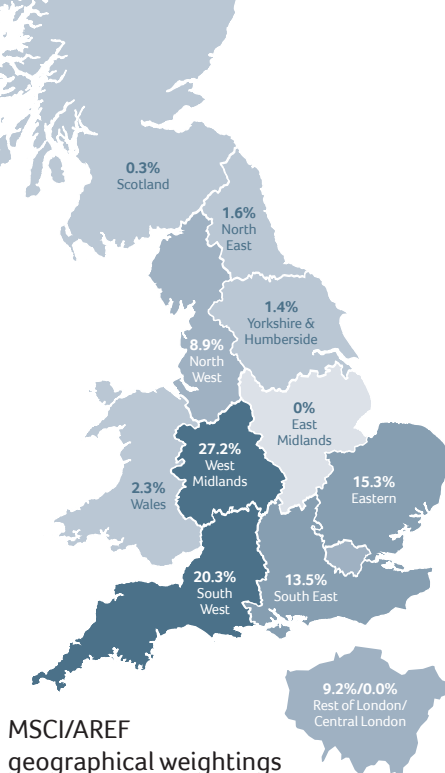 0.3%
Scotland
1.6%
North
East
1.4%
Yorkshire &
Humberside
8.9%
North
West
0%
East
Midlands
27.2%
West
Midlands
15.3%
Eastern
2.3%
Wales
20.3%
South
West
13.5%
South East
9.2%/0.0%
Rest of London/
Central London
MSCI/AREF
geographical weightings